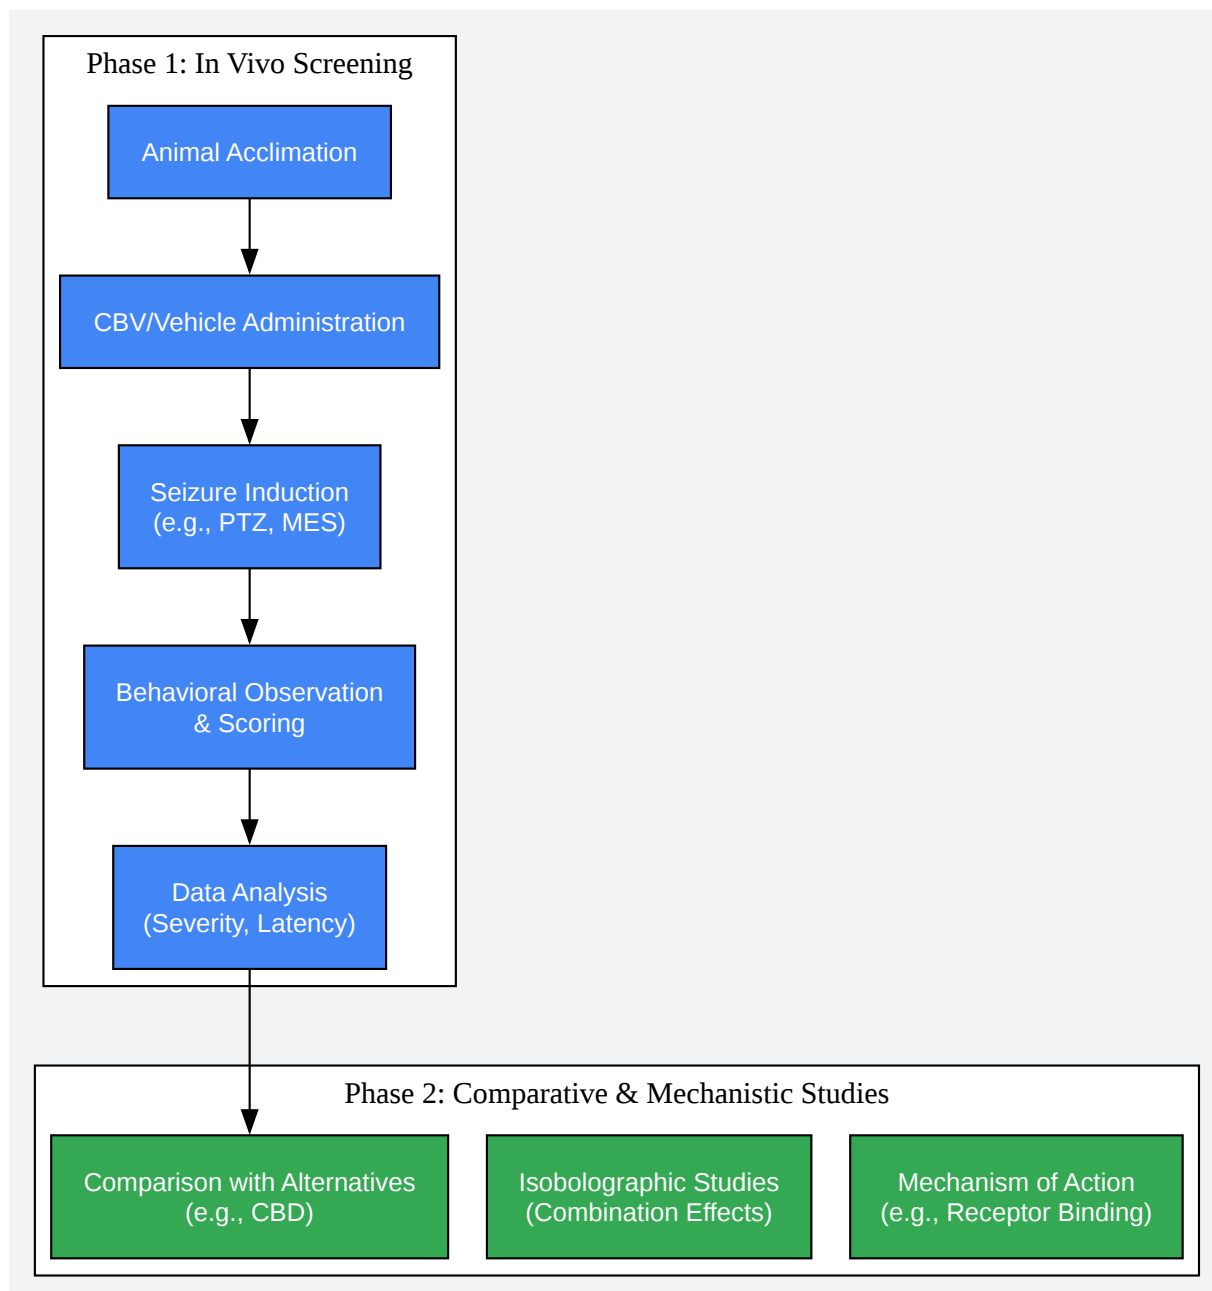 Phase 1: In Vivo Screening
Animal Acclimation
CBV/Vehicle Administration
Seizure Induction
(e.g., PTZ, MES)
Behavioral Observation
& Scoring
Data Analysis
(Severity, Latency)
Phase 2: Comparative & Mechanistic Studies
Comparison with Alternatives
(e.g., CBD)
Isobolographic Studies
(Combination Effects)
Mechanism of Action
(e.g., Receptor Binding)